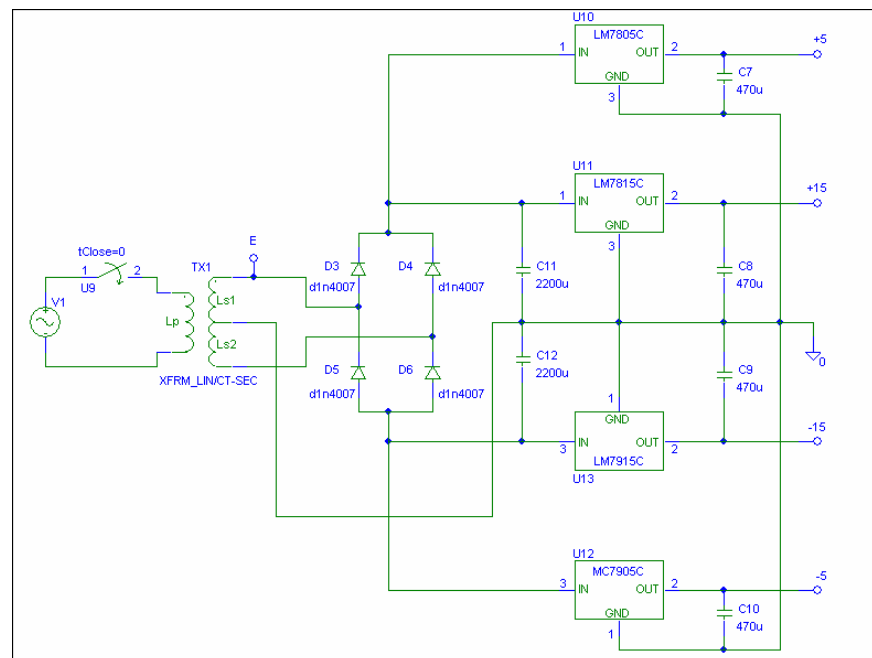 U10
LM7805C
1 IN OUT 2
GND
3
+5
C7
470u
U11
LM7815C
1 IN OUT 2
GND
3
+15
tClose=0
1 2
U9
V1
TX1
E
Lp
Ls1
Ls2
XFRM_LIN/CT-SEC
D3
d1n4007
D4
d1n4007
D5
d1n4007
D6
d1n4007
C11
2200u
C8
470u
0
C12
2200u
C9
470u
1
GND
3 IN OUT 2
LM7915C
U13
-15
U12
MC7905C
3 IN OUT 2
GND
1
-5
C10
470u